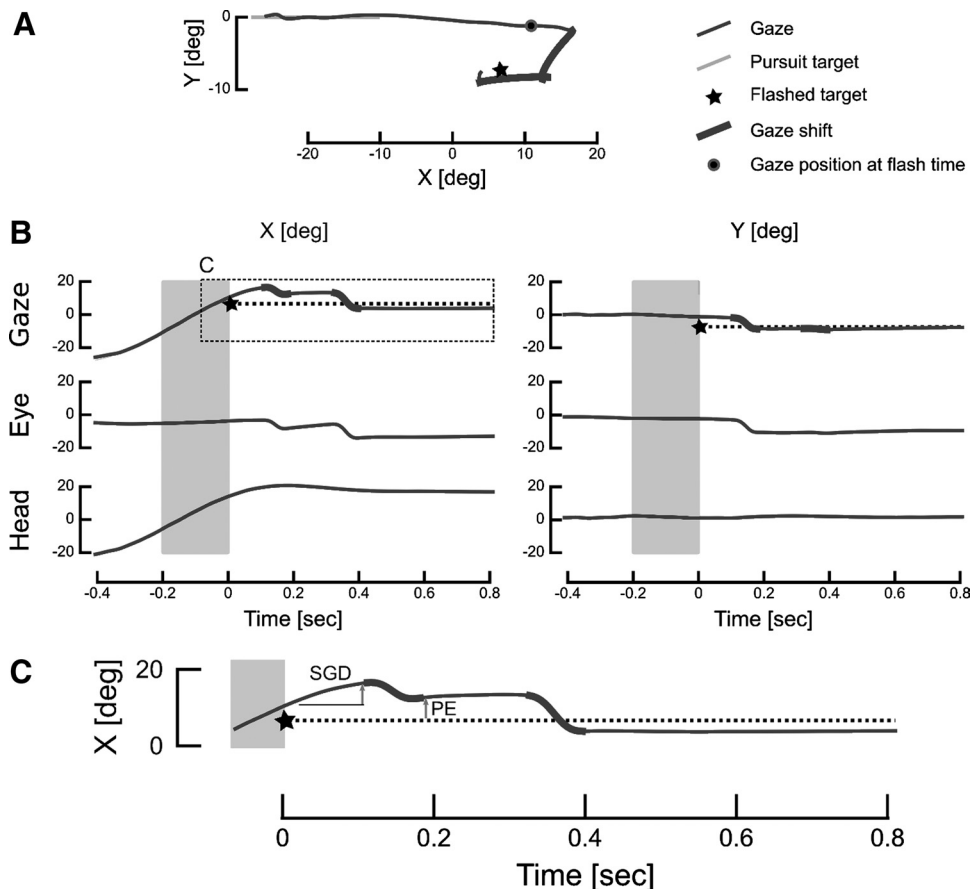 A
Y [deg]
0
-10
-20 -10 0 10 20
X [deg]
Gaze
Pursuit target
Flashed target
Gaze shift
Gaze position at flash time
B
X [deg]
Y [deg]
C
Gaze
20
0
-20
20
0
-20
Eye
20
0
-20
20
0
-20
Head
20
0
-20
20
0
-20
-0.4 -0.2 0 0.2 0.4 0.6 0.8
Time [sec]
-0.4 -0.2 0 0.2 0.4 0.6 0.8
Time [sec]
C
X [deg]
20
0
SGD
PE
0 0.2 0.4 0.6 0.8
Time [sec]